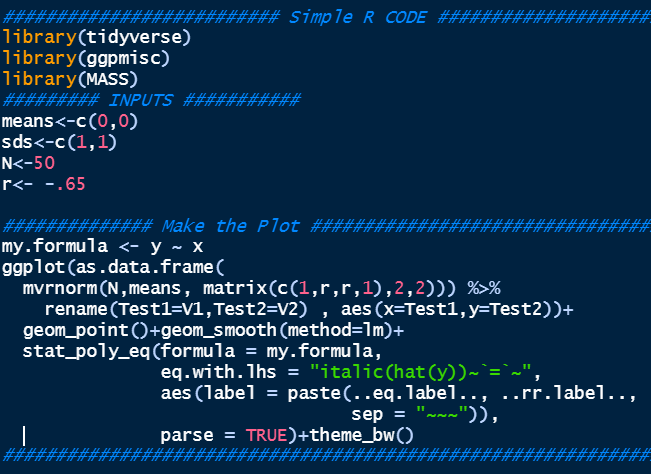 ######################### Simple R CODE ####################
library(tidyverse)
library(ggpmisc)
library(MASS)
######### INPUTS ###########
means<-c(0,0)
sds<-c(1,1)
N<-50
r<- -.65
############## Make the Plot ################################
my.formula <- y ~ x
ggplot(as.data.frame(
  mvrnorm(N,means, matrix(c(1,r,r,1),2,2))) %>%
    rename(Test1=V1,Test2=V2) , aes(x=Test1,y=Test2))+
  geom_point()+geom_smooth(method=lm)+
  stat_poly_eq(formula = my.formula,
               eq.with.lhs = "italic(hat(y))~`=`~",
               aes(label = paste(..eq.label.., ..rr.label..,
                                 sep = "~~~")),
               parse = TRUE)+theme_bw()
#############################################################